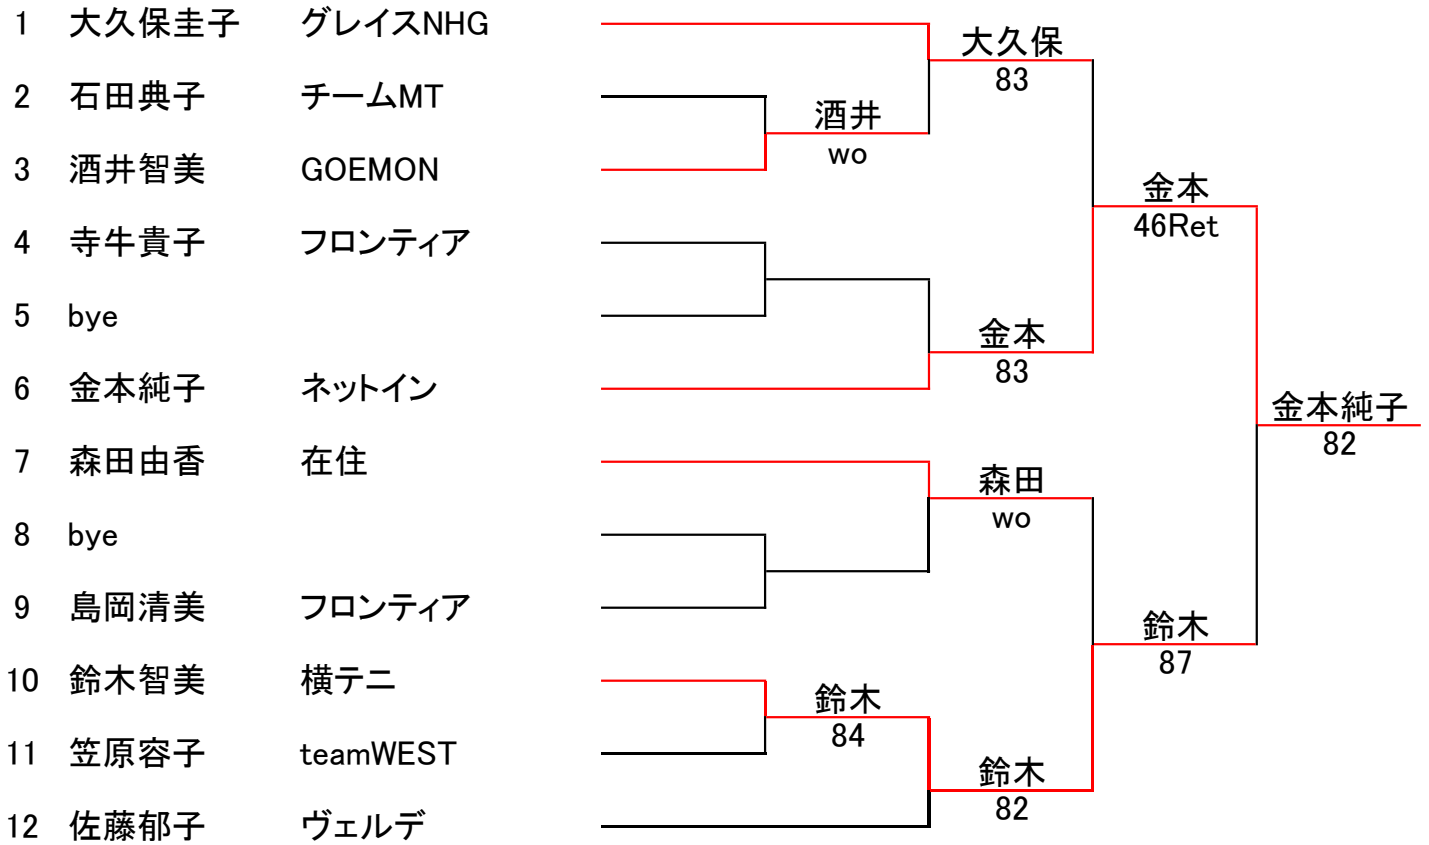 1 大久保圭子 グレイスNHG
大久保
83
2 石田典子 チームMT
酒井
wo
3 酒井智美 GOEMON
金本
46Ret
4 寺牛貴子 フロンティア
5 bye
金本
83
6 金本純子 ネットイン
金本純子
82
7 森田由香 在住
森田
wo
8 bye
9 島岡清美 フロンティア
鈴木
87
10 鈴木智美 横テニ
鈴木
84
11 笠原容子 teamWEST
鈴木
82
12 佐藤郁子 ヴェルデ